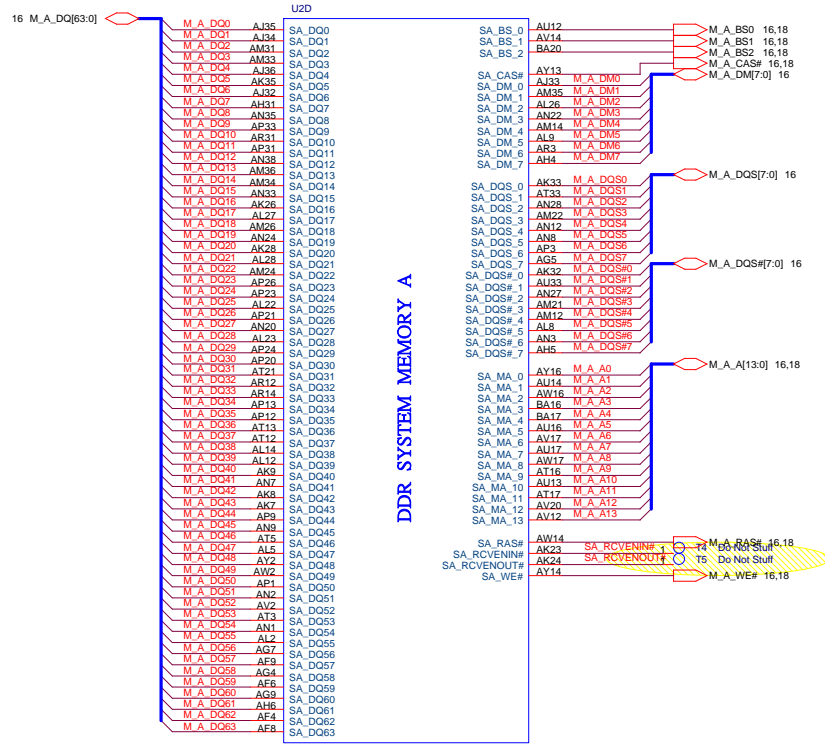 U2D
16 M_A_DQ[63:0]
M_A_DQ0 AJ35 SA_DQ0
M_A_DQ1 AJ34 SA_DQ1
M_A_DQ2 AM31 SA_DQ2
M_A_DQ3 AM33 SA_DQ3
M_A_DQ4 AJ36 SA_DQ4
M_A_DQ5 AK35 SA_DQ5
M_A_DQ6 AJ32 SA_DQ6
M_A_DQ7 AH31 SA_DQ7
M_A_DQ8 AN35 SA_DQ8
M_A_DQ9 AP33 SA_DQ9
M_A_DQ10 AR31 SA_DQ10
M_A_DQ11 AP31 SA_DQ11
M_A_DQ12 AN38 SA_DQ12
M_A_DQ13 AM36 SA_DQ13
M_A_DQ14 AM34 SA_DQ14
M_A_DQ15 AN33 SA_DQ15
M_A_DQ16 AK26 SA_DQ16
M_A_DQ17 AL27 SA_DQ17
M_A_DQ18 AM26 SA_DQ18
M_A_DQ19 AN24 SA_DQ19
M_A_DQ20 AK28 SA_DQ20
M_A_DQ21 AL28 SA_DQ21
M_A_DQ22 AM24 SA_DQ22
M_A_DQ23 AP26 SA_DQ23
M_A_DQ24 AP23 SA_DQ24
M_A_DQ25 AL22 SA_DQ25
M_A_DQ26 AP21 SA_DQ26
M_A_DQ27 AN20 SA_DQ27
M_A_DQ28 AL23 SA_DQ28
M_A_DQ29 AP24 SA_DQ29
M_A_DQ30 AP20 SA_DQ30
M_A_DQ31 AT21 SA_DQ31
M_A_DQ32 AR12 SA_DQ32
M_A_DQ33 AR14 SA_DQ33
M_A_DQ34 AP13 SA_DQ34
M_A_DQ35 AP12 SA_DQ35
M_A_DQ36 AT13 SA_DQ36
M_A_DQ37 AT12 SA_DQ37
M_A_DQ38 AL14 SA_DQ38
M_A_DQ39 AL12 SA_DQ39
M_A_DQ40 AK9 SA_DQ40
M_A_DQ41 AN7 SA_DQ41
M_A_DQ42 AK8 SA_DQ42
M_A_DQ43 AK7 SA_DQ43
M_A_DQ44 AP9 SA_DQ44
M_A_DQ45 AN9 SA_DQ45
M_A_DQ46 AT5 SA_DQ46
M_A_DQ47 AL5 SA_DQ47
M_A_DQ48 AY2 SA_DQ48
M_A_DQ49 AW2 SA_DQ49
M_A_DQ50 AP1 SA_DQ50
M_A_DQ51 AN2 SA_DQ51
M_A_DQ52 AV2 SA_DQ52
M_A_DQ53 AT3 SA_DQ53
M_A_DQ54 AN1 SA_DQ54
M_A_DQ55 AL2 SA_DQ55
M_A_DQ56 AG7 SA_DQ56
M_A_DQ57 AF9 SA_DQ57
M_A_DQ58 AG4 SA_DQ58
M_A_DQ59 AF6 SA_DQ59
M_A_DQ60 AG9 SA_DQ60
M_A_DQ61 AH6 SA_DQ61
M_A_DQ62 AF4 SA_DQ62
M_A_DQ63 AF8 SA_DQ63
DDR SYSTEM MEMORY A
SA_BS_0 AU12 M_A_BS0 16,18
SA_BS_1 AV14 M_A_BS1 16,18
SA_BS_2 BA20 M_A_BS2 16,18
SA_CAS# AY13 M_A_CAS# 16,18
SA_DM_0 AJ33 M_A_DM0 M_A_DM[7:0] 16
SA_DM_1 AM35 M_A_DM1
SA_DM_2 AL26 M_A_DM2
SA_DM_3 AN22 M_A_DM3
SA_DM_4 AM14 M_A_DM4
SA_DM_5 AL9 M_A_DM5
SA_DM_6 AR3 M_A_DM6
SA_DM_7 AH4 M_A_DM7
SA_DQS_0 AK33 M_A_DQS0 M_A_DQS[7:0] 16
SA_DQS_1 AT33 M_A_DQS1
SA_DQS_2 AN28 M_A_DQS2
SA_DQS_3 AM22 M_A_DQS3
SA_DQS_4 AN12 M_A_DQS4
SA_DQS_5 AN8 M_A_DQS5
SA_DQS_6 AP3 M_A_DQS6
SA_DQS_7 AG5 M_A_DQS7
SA_DQS#_0 AK32 M_A_DQS#0 M_A_DQS#[7:0] 16
SA_DQS#_1 AU33 M_A_DQS#1
SA_DQS#_2 AN27 M_A_DQS#2
SA_DQS#_3 AM21 M_A_DQS#3
SA_DQS#_4 AM12 M_A_DQS#4
SA_DQS#_5 AL8 M_A_DQS#5
SA_DQS#_6 AN3 M_A_DQS#6
SA_DQS#_7 AH5 M_A_DQS#7
SA_MA_0 AY16 M_A_A0 M_A_A[13:0] 16,18
SA_MA_1 AU14 M_A_A1
SA_MA_2 AW16 M_A_A2
SA_MA_3 BA16 M_A_A3
SA_MA_4 BA17 M_A_A4
SA_MA_5 AU16 M_A_A5
SA_MA_6 AV17 M_A_A6
SA_MA_7 AU17 M_A_A7
SA_MA_8 AW17 M_A_A8
SA_MA_9 AT16 M_A_A9
SA_MA_10 AU13 M_A_A10
SA_MA_11 AT17 M_A_A11
SA_MA_12 AV20 M_A_A12
SA_MA_13 AV12 M_A_A13
SA_RAS# AW14 M_A_RAS# 16,18
SA_RCVENIN# AK23 SA_RCVENIN# 1 T4 Do Not Stuff
SA_RCVENOUT# AK24 SA_RCVENOUT# 1 T5 Do Not Stuff
SA_WE# AY14 M_A_WE# 16,18